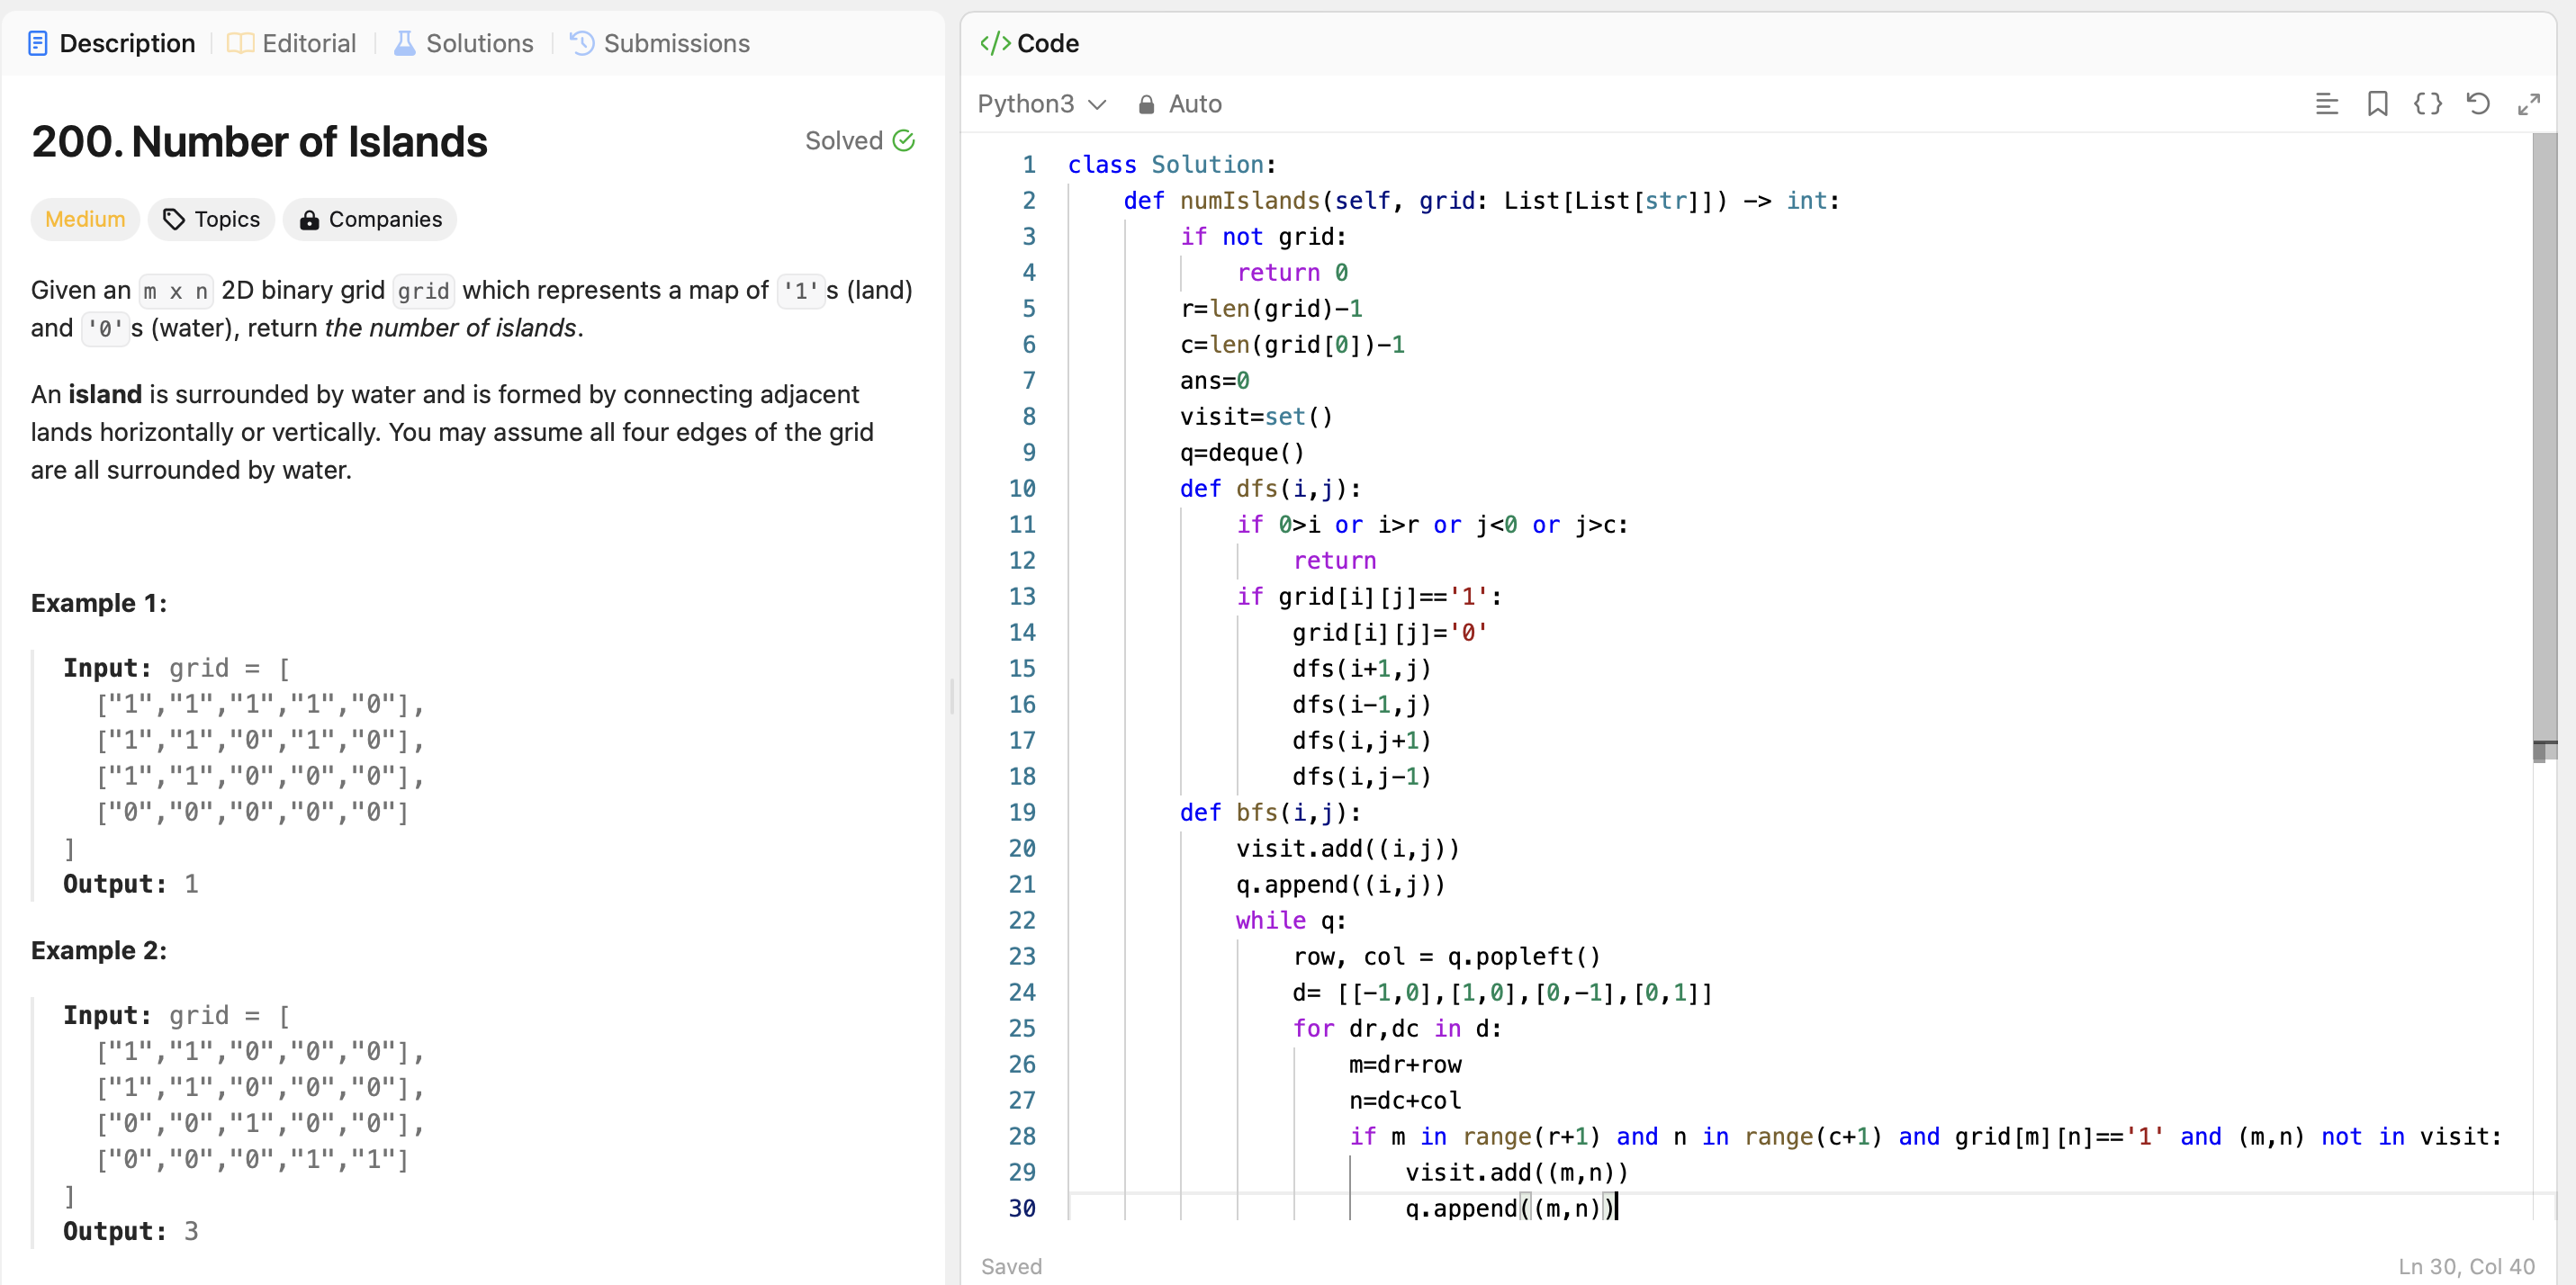 Description
Editorial
Solutions
Submissions
200. Number of Islands
Solved
Medium
Topics
Companies
Given an m x n 2D binary grid grid which represents a map of '1's (land)
and '0's (water), return the number of islands.
An island is surrounded by water and is formed by connecting adjacent
lands horizontally or vertically. You may assume all four edges of the grid
are all surrounded by water.
Example 1:
Input: grid = [
["1","1","1","1","0"],
["1","1","0","1","0"],
["1","1","0","0","0"],
["0","0","0","0","0"]
]
Output: 1
Example 2:
Input: grid = [
["1","1","0","0","0"],
["1","1","0","0","0"],
["0","0","1","0","0"],
["0","0","0","1","1"]
]
Output: 3
</> Code
Python3
Auto
1 class Solution:
2     def numIslands(self, grid: List[List[str]]) -> int:
3         if not grid:
4             return 0
5         r=len(grid)-1
6         c=len(grid[0])-1
7         ans=0
8         visit=set()
9         q=deque()
10         def dfs(i,j):
11             if 0>i or i>r or j<0 or j>c:
12                 return
13             if grid[i][j]=='1':
14                 grid[i][j]='0'
15                 dfs(i+1,j)
16                 dfs(i-1,j)
17                 dfs(i,j+1)
18                 dfs(i,j-1)
19         def bfs(i,j):
20             visit.add((i,j))
21             q.append((i,j))
22             while q:
23                 row, col = q.popleft()
24                 d= [[-1,0],[1,0],[0,-1],[0,1]]
25                 for dr,dc in d:
26                     m=dr+row
27                     n=dc+col
28                     if m in range(r+1) and n in range(c+1) and grid[m][n]=='1' and (m,n) not in visit:
29                         visit.add((m,n))
30                         q.append((m,n))
Saved
Ln 30, Col 40